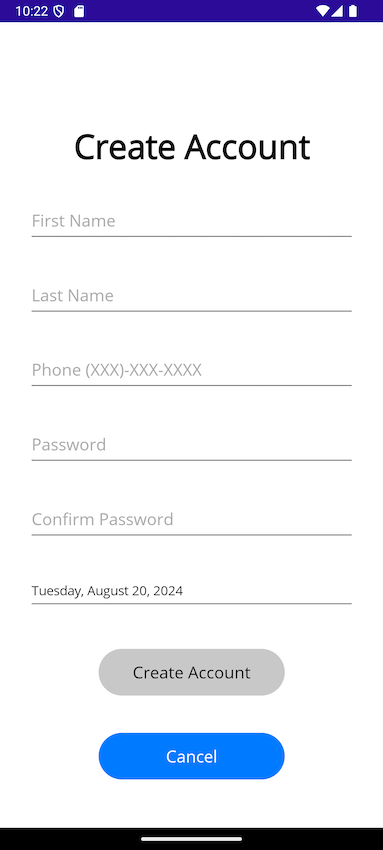 10:22
Create Account
First Name
Last Name
Phone (XXX)-XXX-XXXX
Password
Confirm Password
Tuesday, August 20, 2024
Create Account
Cancel